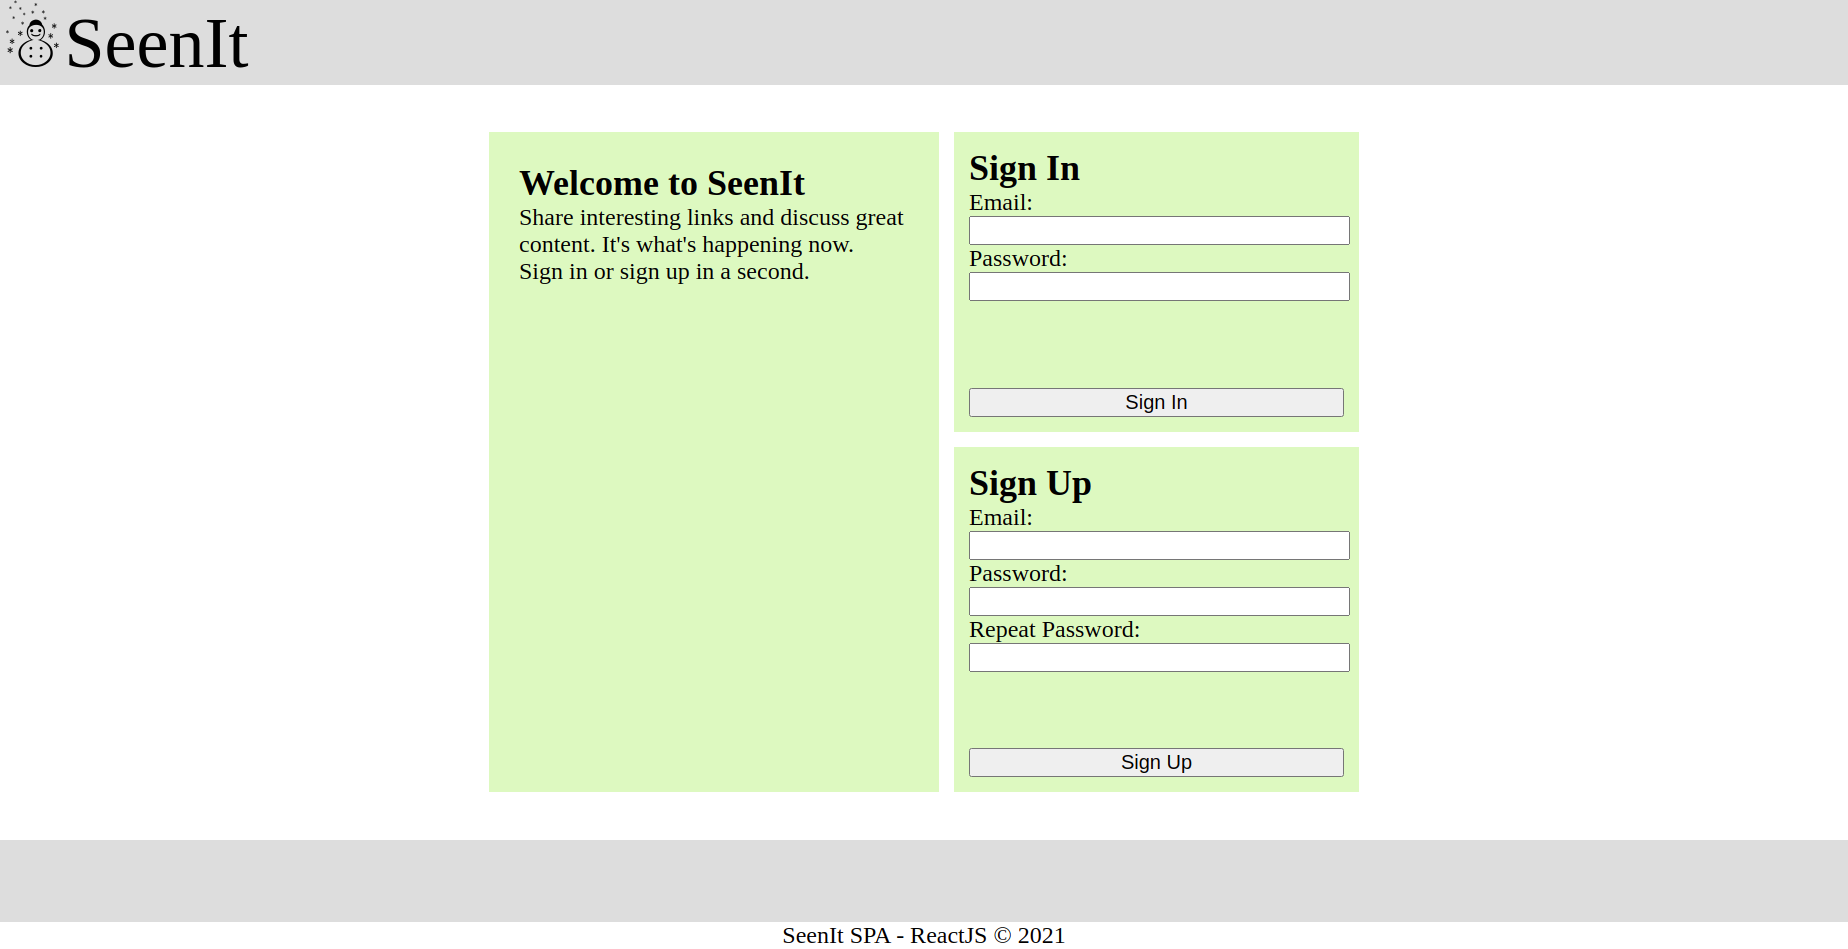 SeenIt
Welcome to SeenIt
Share interesting links and discuss great
content. It's what's happening now.
Sign in or sign up in a second.
Sign In
Email:
Password:
Sign In
Sign Up
Email:
Password:
Repeat Password:
Sign Up
SeenIt SPA - ReactJS © 2021